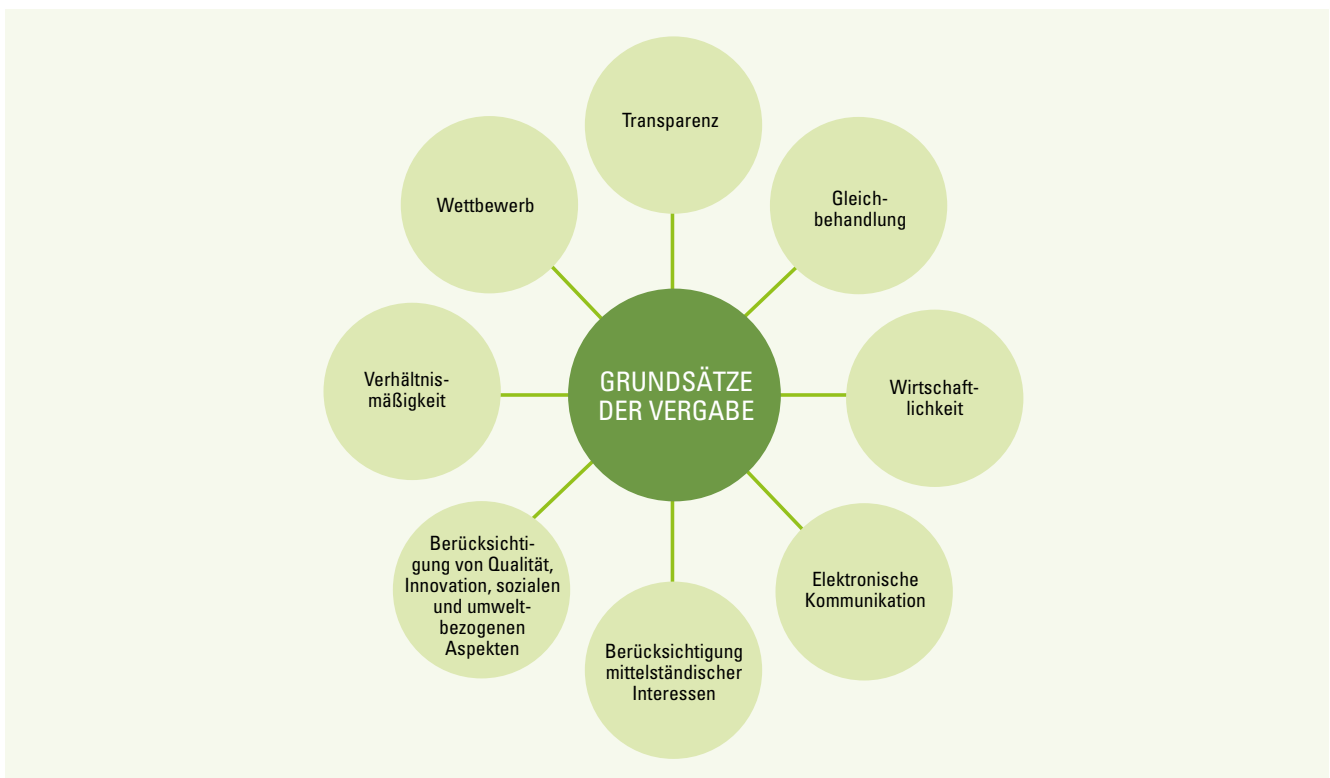 Transparenz
Gleich-
behandlung
Wirtschaft-
lichkeit
Elektronische
Kommunikation
Berücksichtigung
mittelständischer
Interessen
Berücksichti-
gung von Qualität,
Innovation, sozialen
und umwelt-
bezogenen
Aspekten
Verhältnis-
mäßigkeit
Wettbewerb
GRUNDSÄTZE
DER VERGABE